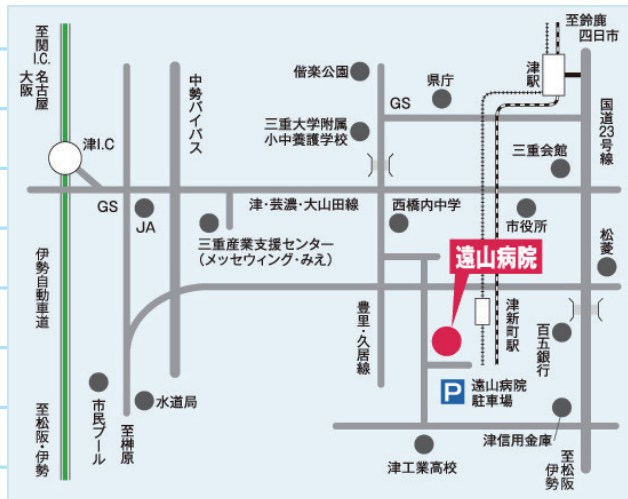 至関I.C.
名古屋
大阪
津I.C
中勢バイパス
偕楽公園
三重大学附属
小中養護学校
GS
県庁
至鈴鹿
四日市
津駅
国道23号線
三重会館
GS
JA
津・芸濃・大山田線
三重産業支援センター
(メッセウィング・みえ)
西橋内中学
市役所
松菱
遠山病院
伊勢自動車道
豊里・久居線
津新町駅
百五銀行
P
遠山病院
駐車場
市民プール
水道局
至松阪・伊勢
至榊原
津工業高校
津信用金庫
至松阪
伊勢